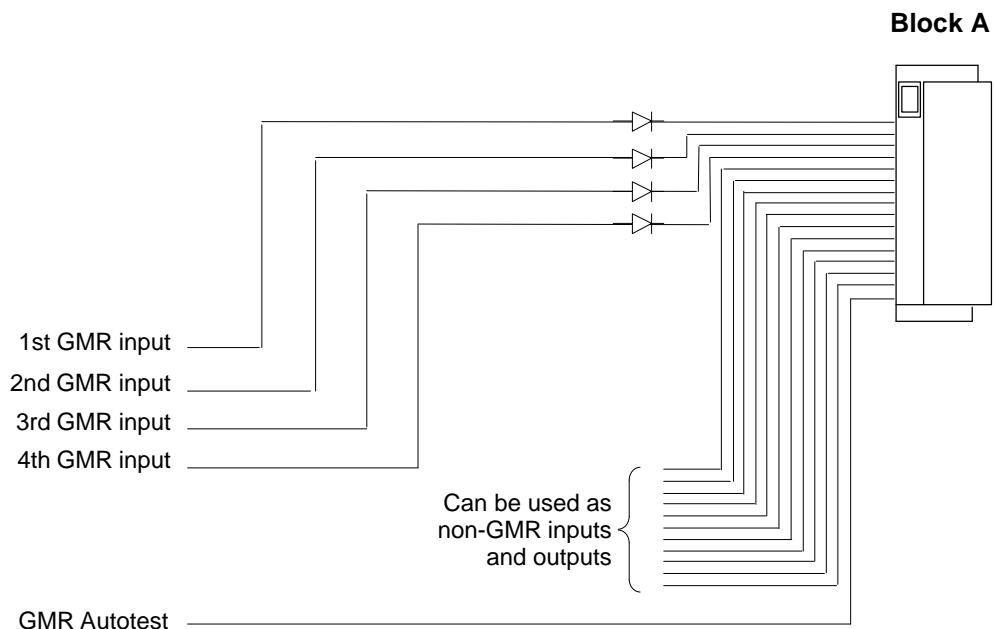 Block A
1st GMR input
2nd GMR input
3rd GMR input
4th GMR input
Can be used as
non-GMR inputs
and outputs
GMR Autotest